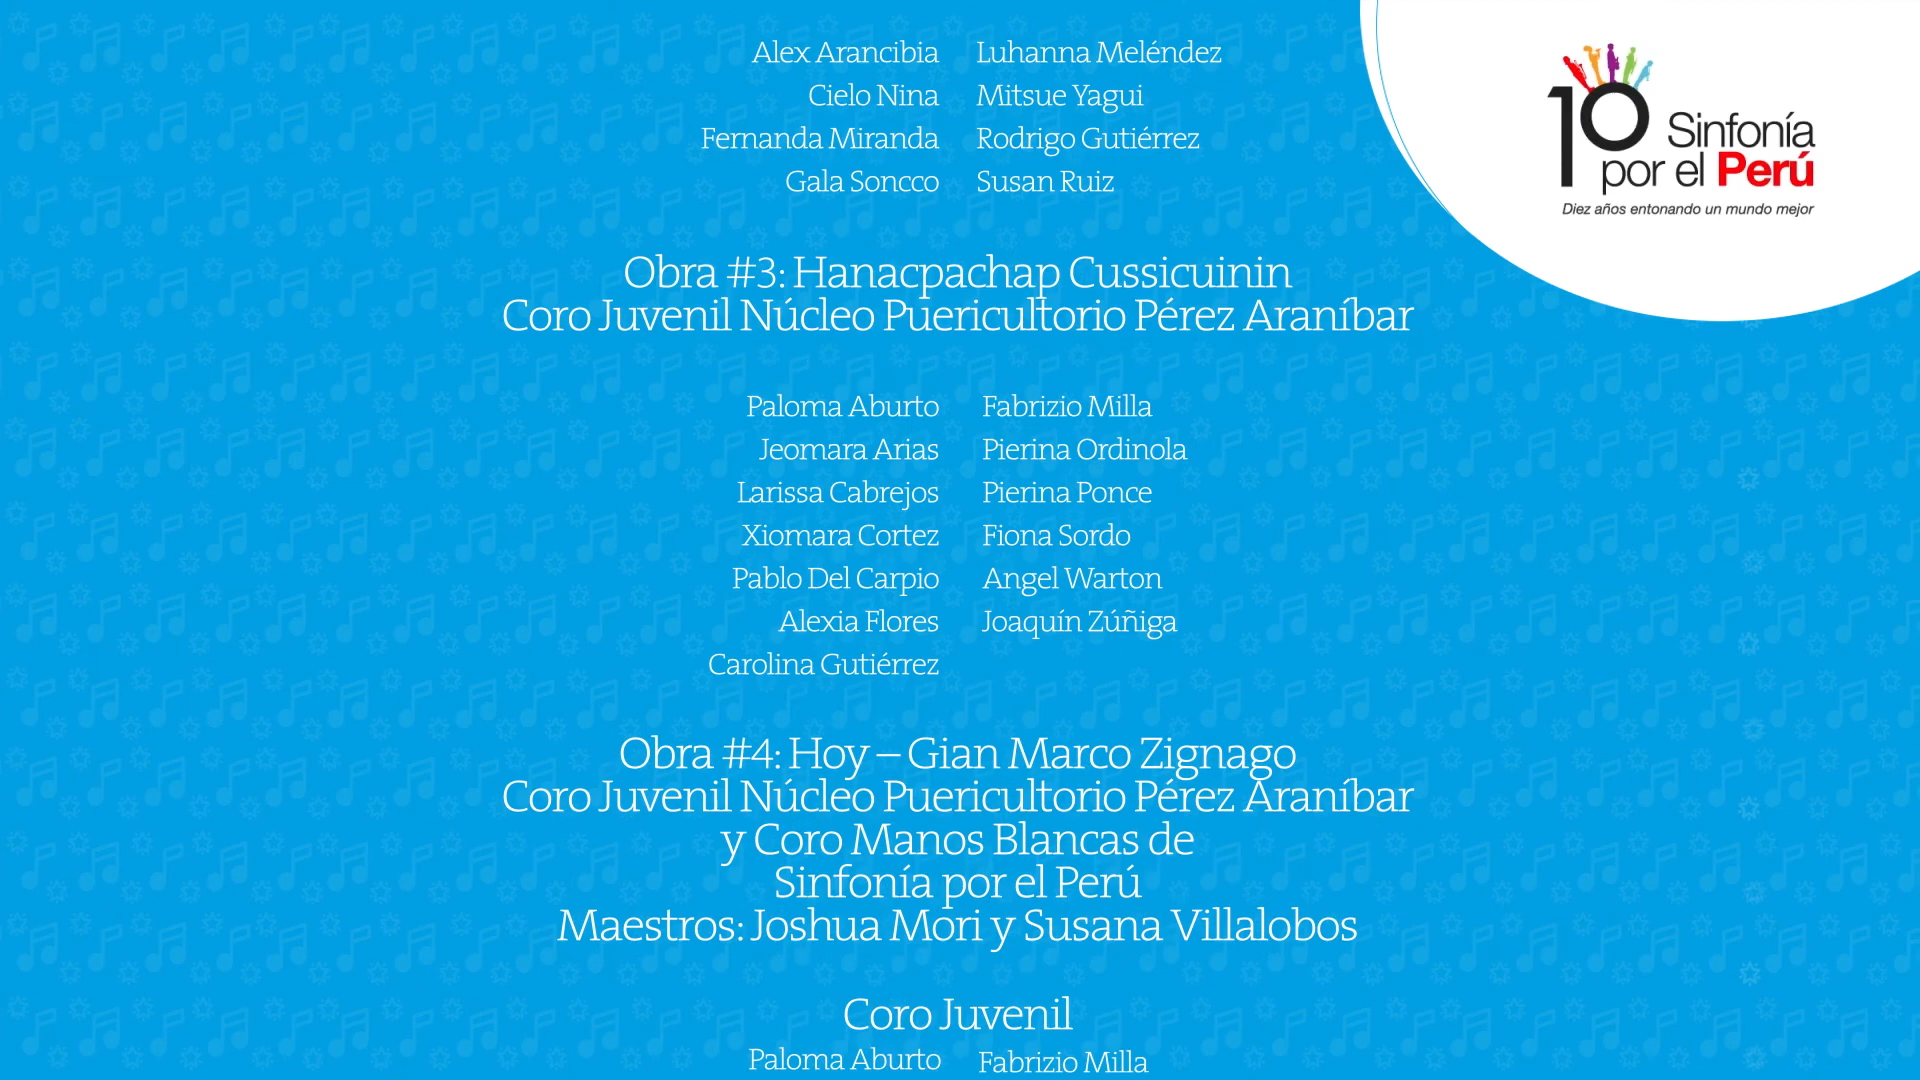 Alex Arancibia Luhanna Meléndez
Cielo Nina Mitsue Yagui
Fernanda Miranda Rodrigo Gutiérrez
Gala Soncco Susan Ruiz
10 Sinfonía
por el Perú
Diez años entonando un mundo mejor
Obra #3: Hanacpachap Cussicuinin
Coro Juvenil Núcleo Puericultorio Pérez Araníbar
Paloma Aburto Fabrizio Milla
Jeomara Arias Pierina Ordinola
Larissa Cabrejos Pierina Ponce
Xiomara Cortez Fiona Sordo
Pablo Del Carpio Angel Warton
Alexia Flores Joaquín Zúñiga
Carolina Gutiérrez
Obra #4: Hoy – Gian Marco Zignago
Coro Juvenil Núcleo Puericultorio Pérez Araníbar
y Coro Manos Blancas de
Sinfonía por el Perú
Maestros: Joshua Mori y Susana Villalobos
Coro Juvenil
Paloma Aburto Fabrizio Milla